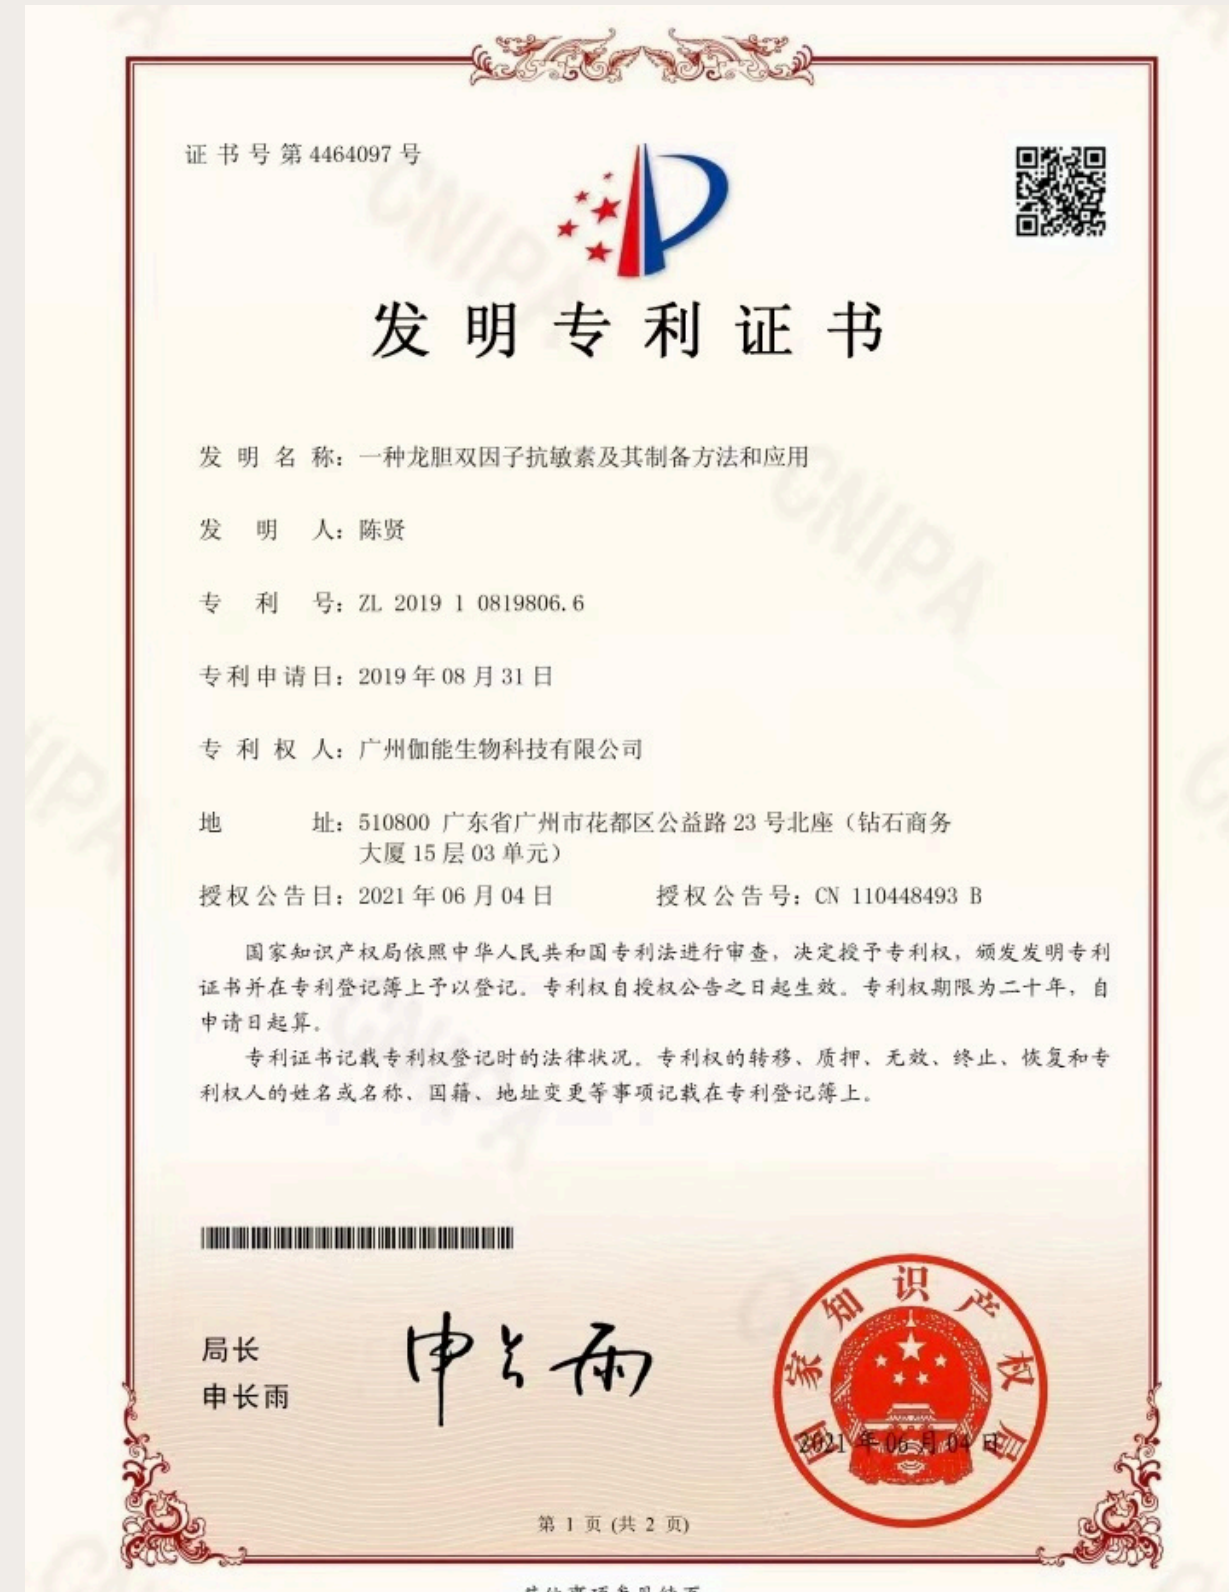 证书号第4464097号
发明专利证书
发明名称：一种龙胆双因子抗敏素及其制备方法和应用
发明人：陈贤
专利号：ZL 2019 1 0819806.6
专利申请日：2019年08月31日
专利权人：广州伽能生物科技有限公司
地址：510800 广东省广州市花都区公益路23号北座（钻石商务
大厦15层03单元）
授权公告日：2021年06月04日 授权公告号：CN 110448493 B
国家知识产权局依照中华人民共和国专利法进行审查，决定授予专利权，颁发发明专利
证书并在专利登记簿上予以登记。专利权自授权公告之日起生效。专利权期限为二十年，自
申请日起算。
专利证书记载专利权登记时的法律状况。专利权的转移、质押、无效、终止、恢复和专
利权人的姓名或名称、国籍、地址变更等事项记载在专利登记簿上。
局长
申长雨
申长雨
国家知识产权局
2021年06月04日
第 1 页 (共 2 页)
CNIPA
CNIPA
CNIPA